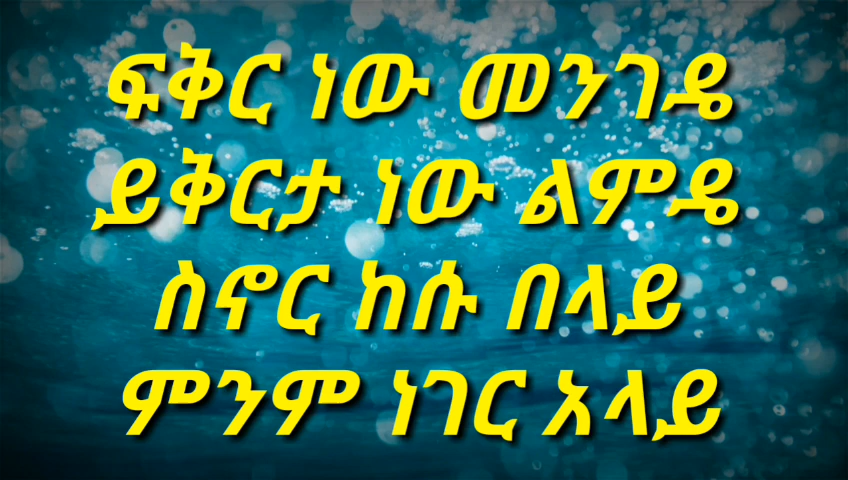 ፍቅር ነው መንገዴ
ይቅርታ ነው ልምዴ
ስኖር ከሱ በላይ
ምንም ነገር አላይ